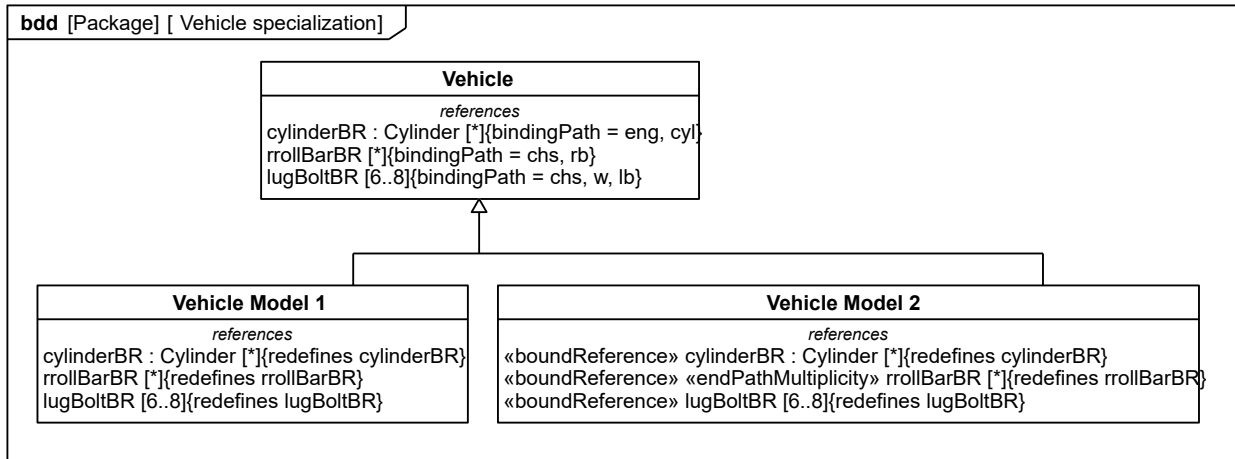 bdd [Package] [ Vehicle specialization]
Vehicle
references
cylinderBR : Cylinder [*]{bindingPath = eng, cyl}
rrollBarBR [*]{bindingPath = chs, rb}
lugBoltBR [6..8]{bindingPath = chs, w, lb}
Vehicle Model 1
references
cylinderBR : Cylinder [*]{redefines cylinderBR}
rrollBarBR [*]{redefines rrollBarBR}
lugBoltBR [6..8]{redefines lugBoltBR}
Vehicle Model 2
references
«boundReference» cylinderBR : Cylinder [*]{redefines cylinderBR}
«boundReference» «endPathMultiplicity» rrollBarBR [*]{redefines rrollBarBR}
«boundReference» lugBoltBR [6..8]{redefines lugBoltBR}